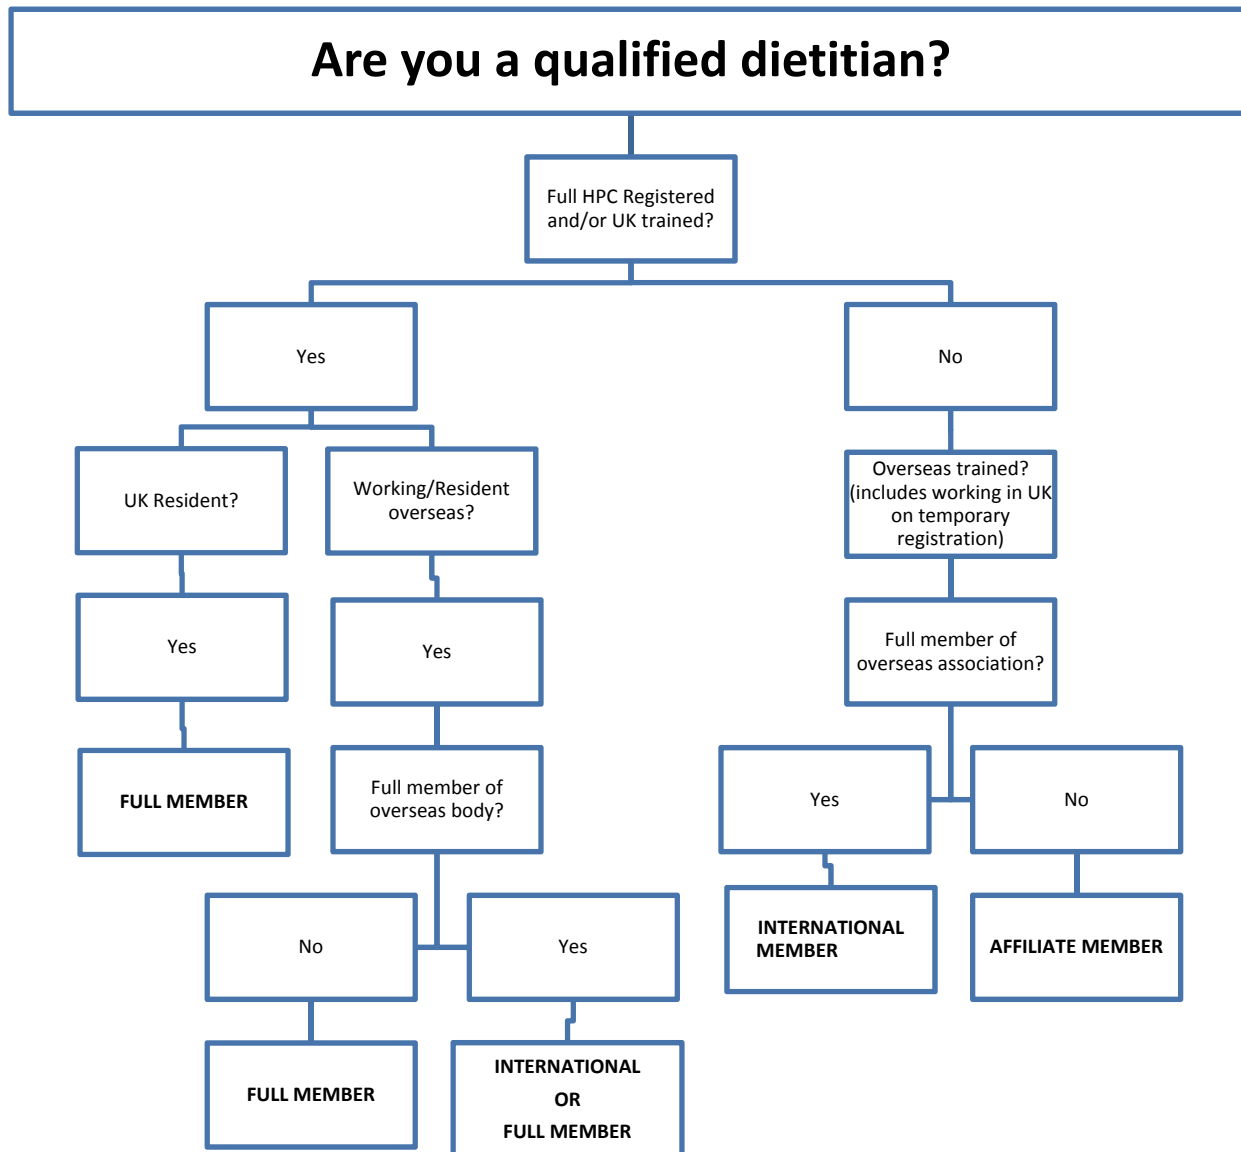 Are you a qualified dietitian?
Full HPC Registered
and/or UK trained?
Yes
No
UK Resident?
Working/Resident
overseas?
Overseas trained?
(includes working in UK
on temporary
registration)
Yes
Yes
Full member of
overseas association?
FULL MEMBER
Full member of
overseas body?
Yes
No
No
Yes
INTERNATIONAL
MEMBER
AFFILIATE MEMBER
FULL MEMBER
INTERNATIONAL
OR
FULL MEMBER